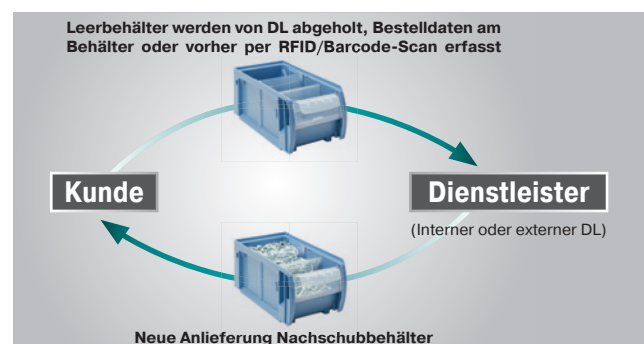 Leerbehälter werden von DL abgeholt, Bestelldaten am
Behälter oder vorher per RFID/Barcode-Scan erfasst
Kunde
Dienstleister
(Interner oder externer DL)
Neue Anlieferung Nachschubbehälter